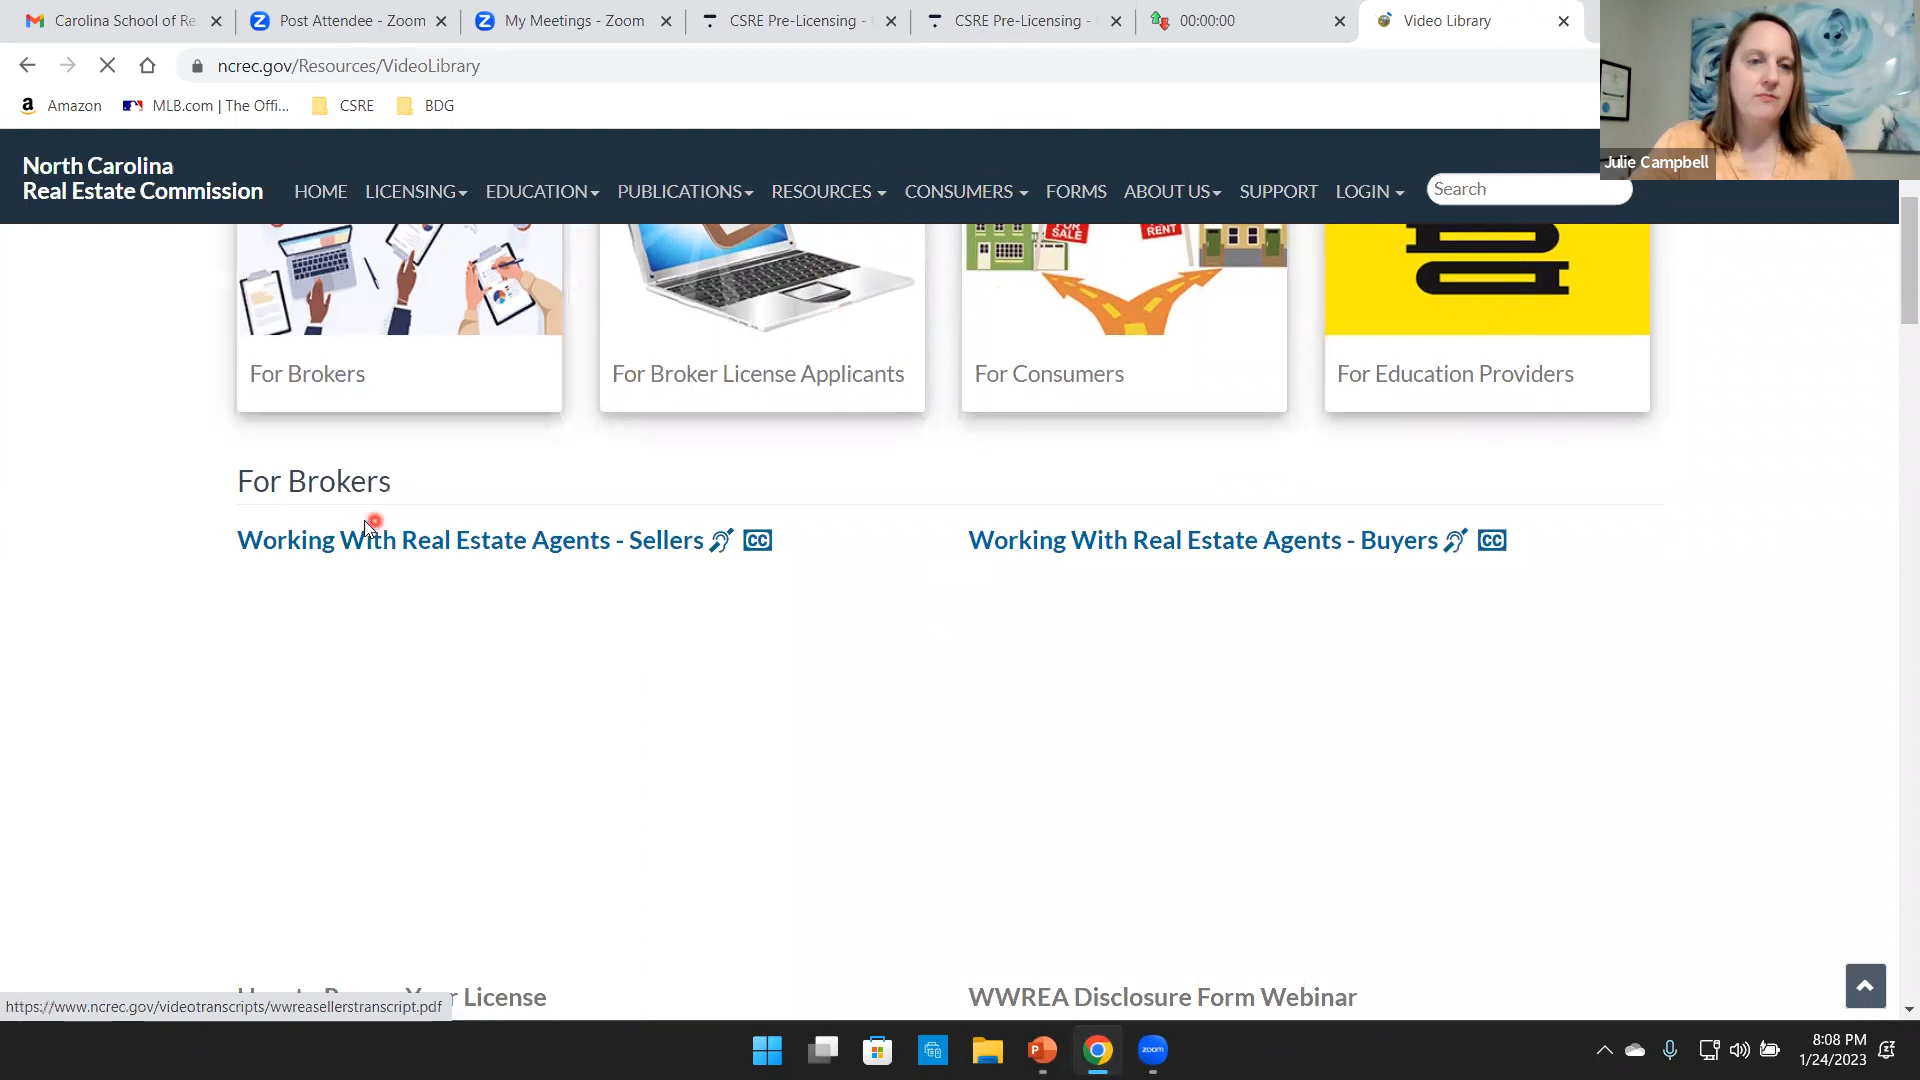 Carolina School of Re
Post Attendee - Zoom
My Meetings - Zoom
CSRE Pre-Licensing -
CSRE Pre-Licensing -
00:00:00
Video Library
ncrec.gov/Resources/VideoLibrary
Amazon
MLB.com | The Offi...
CSRE
BDG
Julie Campbell
North Carolina
Real Estate Commission
HOME
LICENSING
EDUCATION
PUBLICATIONS
RESOURCES
CONSUMERS
FORMS
ABOUT US
SUPPORT
LOGIN
Search
FOR SALE
RENT
For Brokers
For Broker License Applicants
For Consumers
For Education Providers
For Brokers
Working With Real Estate Agents - Sellers CC
Working With Real Estate Agents - Buyers CC
License
WWREA Disclosure Form Webinar
https://www.ncrec.gov/videotranscripts/wwreasellerstranscript.pdf
zoom
8:08 PM
1/24/2023